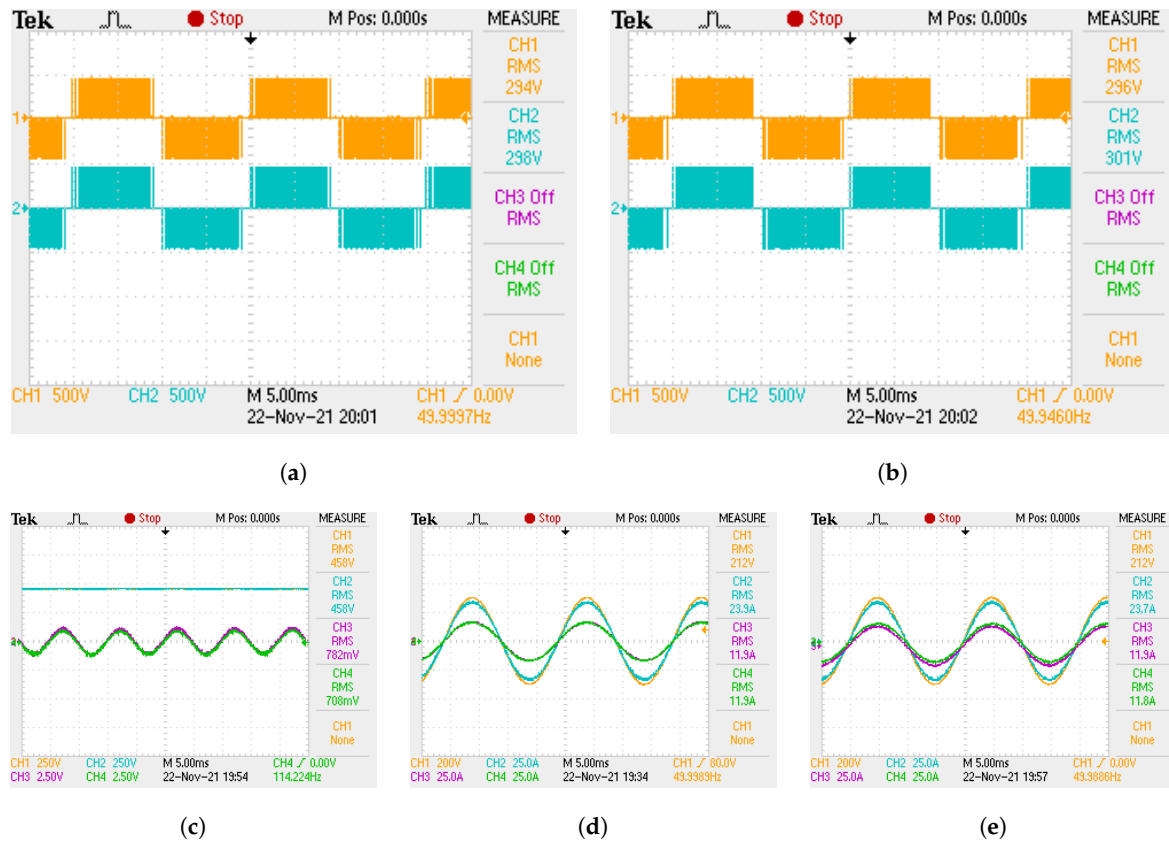 Tek Stop M Pos: 0.000s MEASURE
CH1
RMS
294V
CH2
RMS
298V
CH3 Off
RMS
CH4 Off
RMS
CH1
None
1
2
CH1 500V CH2 500V M 5.00ms CH1 0.00V
22-Nov-21 20:01 49.9997Hz
(a)
Tek Stop M Pos: 0.000s MEASURE
CH1
RMS
296V
CH2
RMS
301V
CH3 Off
RMS
CH4 Off
RMS
CH1
None
1
2
CH1 500V CH2 500V M 5.00ms CH1 0.00V
22-Nov-21 20:02 49.9460Hz
(b)
Tek Stop M Pos: 0.000s MEASURE
CH1
RMS
458V
CH2
RMS
458V
CH3
RMS
782mV
CH4
RMS
708mV
CH1
None
CH1 250V CH2 250V M 5.00ms CH4 0.00V
CH3 2.50V CH4 2.50V 22-Nov-21 19:54 114.224Hz
(c)
Tek Stop M Pos: 0.000s MEASURE
CH1
RMS
212V
CH2
RMS
23.9A
CH3
RMS
11.9A
CH4
RMS
11.9A
CH1
None
CH1 200V CH2 25.0A M 5.00ms CH1 80.0V
CH3 25.0A CH4 25.0A 22-Nov-21 19:34 49.9989Hz
(d)
Tek Stop M Pos: 0.000s MEASURE
CH1
RMS
212V
CH2
RMS
23.7A
CH3
RMS
11.9A
CH4
RMS
11.8A
CH1
None
CH1 200V CH2 25.0A M 5.00ms CH1 0.00V
CH3 25.0A CH4 25.0A 22-Nov-21 19:57 49.9886Hz
(e)